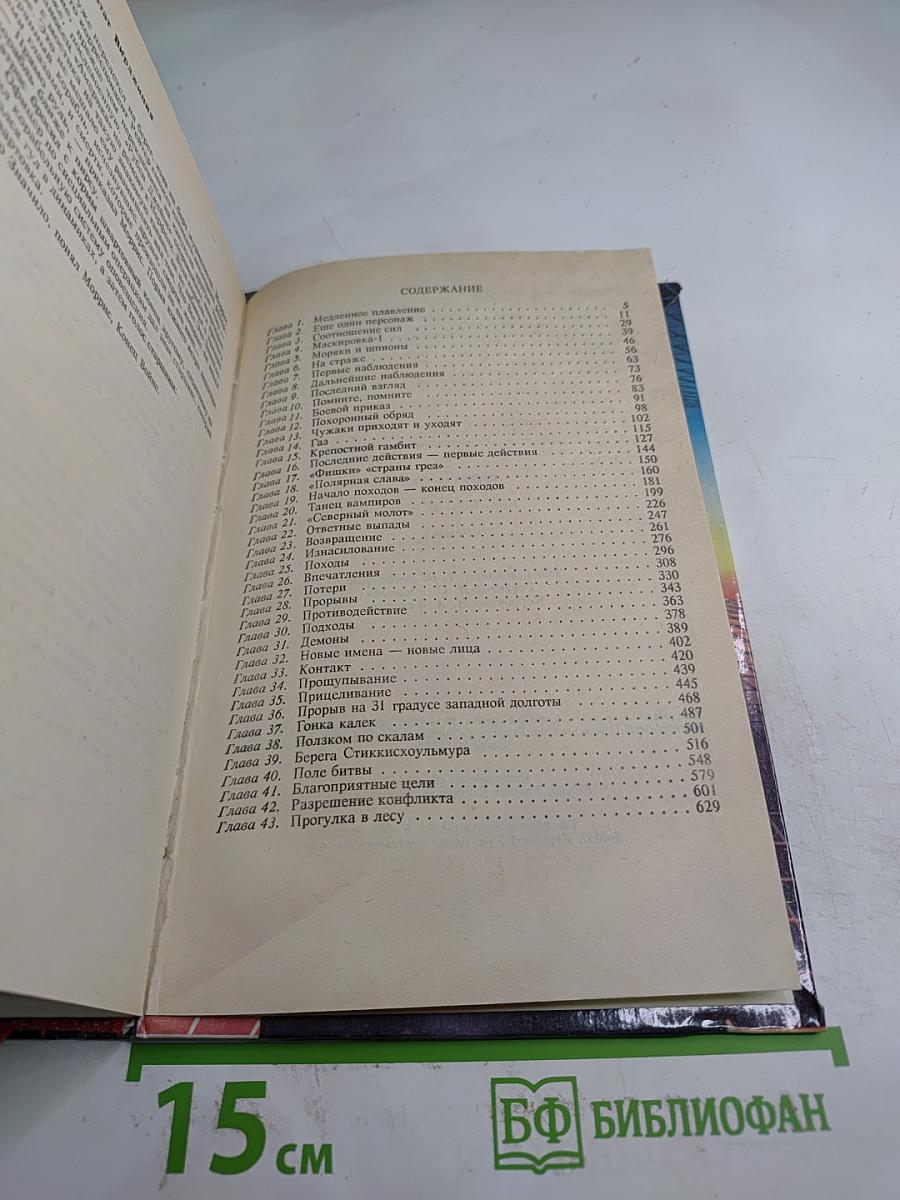 Значило, понял Моррис, Конец Войне.
СОДЕРЖАНИЕ
Глава 1. Медленное плавление . . . 5
Глава 2. Еще один персонаж . . . 11
Глава 3. Соотношение сил . . . 29
Глава 4. Маскировка-1 . . . 39
Глава 5. Моряки и шпионы . . . 46
Глава 6. На страже . . . 56
Глава 7. Первые наблюдения . . . 63
Глава 8. Дальнейшие наблюдения . . . 73
Глава 9. Последний взгляд . . . 76
Глава 10. Помните, помните . . . 83
Глава 11. Боевой приказ . . . 91
Глава 12. Похоронный обряд . . . 98
Глава 13. Чужаки приходят и уходят . . . 102
Глава 14. Газ . . . 115
Глава 15. Крепостной гамбит . . . 127
Глава 16. Последние действия — первые действия . . . 144
Глава 17. «Фишки» «страны грез» . . . 150
Глава 18. «Полярная слава» . . . 160
Глава 19. Начало походов — конец походов . . . 181
Глава 20. Танец вампиров . . . 199
Глава 21. «Северный молот» . . . 226
Глава 22. Ответные выпады . . . 247
Глава 23. Возвращение . . . 261
Глава 24. Изнасилование . . . 276
Глава 25. Походы . . . 296
Глава 26. Впечатления . . . 308
Глава 27. Потери . . . 330
Глава 28. Прорывы . . . 343
Глава 29. Противодействие . . . 363
Глава 30. Подходы . . . 378
Глава 31. Демоны . . . 389
Глава 32. Новые имена — новые лица . . . 402
Глава 33. Контакт . . . 420
Глава 34. Прощупывание . . . 439
Глава 35. Прицеливание . . . 445
Глава 36. Прорыв на 31 градусе западной долготы . . . 468
Глава 37. Гонка калек . . . 487
Глава 38. Ползком по скалам . . . 501
Глава 39. Берега Стиккисхоульмура . . . 516
Глава 40. Поле битвы . . . 548
Глава 41. Благоприятные цели . . . 579
Глава 42. Разрешение конфликта . . . 601
Глава 43. Прогулка в лесу . . . 629
15 см
БФ БИБЛИОФАН